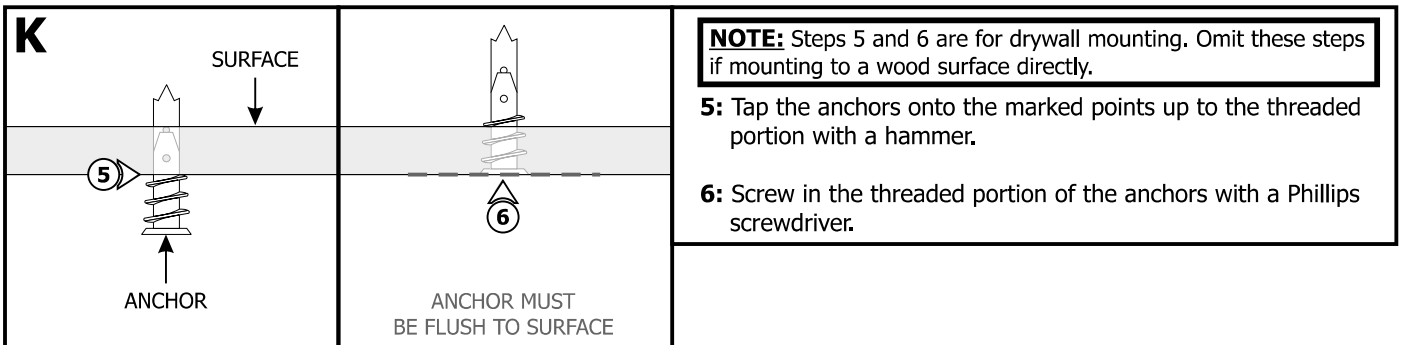 K
SURFACE
5
ANCHOR
6
ANCHOR MUST
BE FLUSH TO SURFACE
NOTE: Steps 5 and 6 are for drywall mounting. Omit these steps
if mounting to a wood surface directly.
5: Tap the anchors onto the marked points up to the threaded
portion with a hammer.
6: Screw in the threaded portion of the anchors with a Phillips
screwdriver.